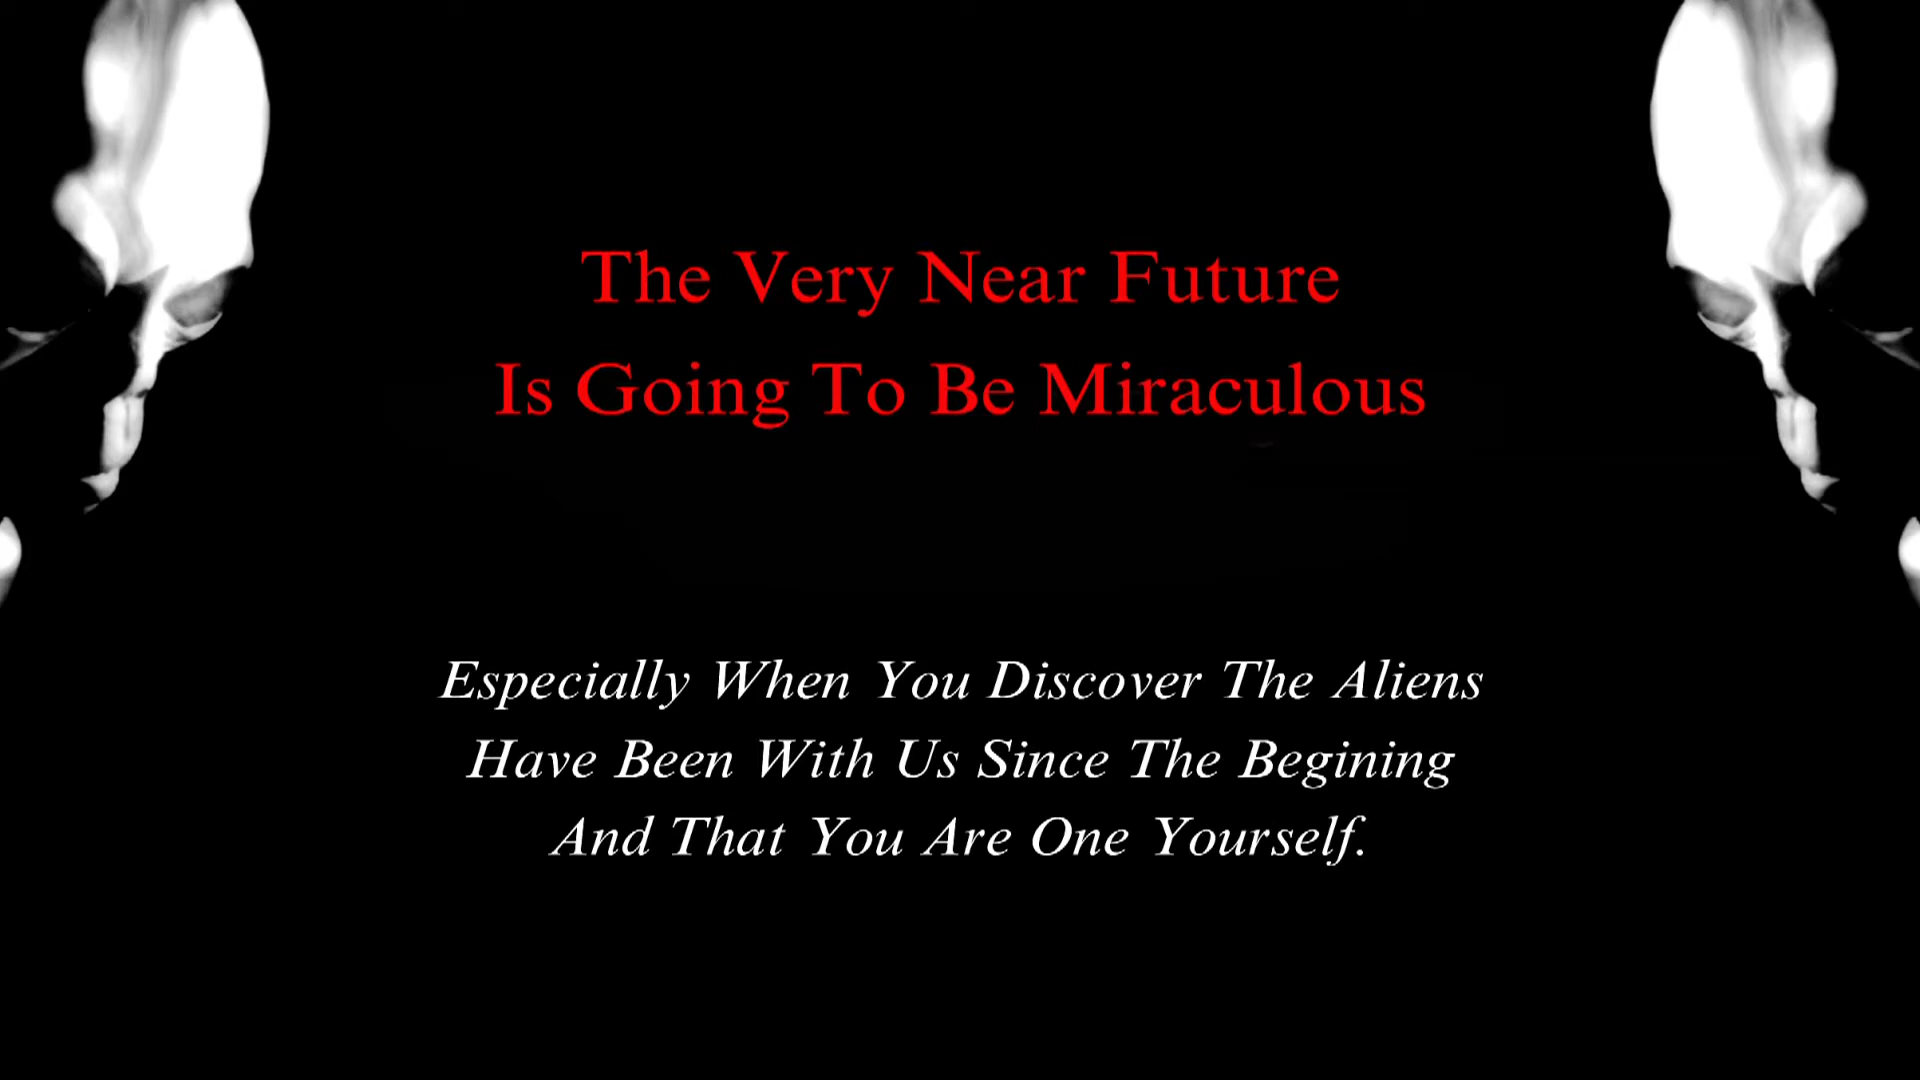 The Very Near Future
Is Going To Be Miraculous
Especially When You Discover The Aliens
Have Been With Us Since The Begining
And That You Are One Yourself.